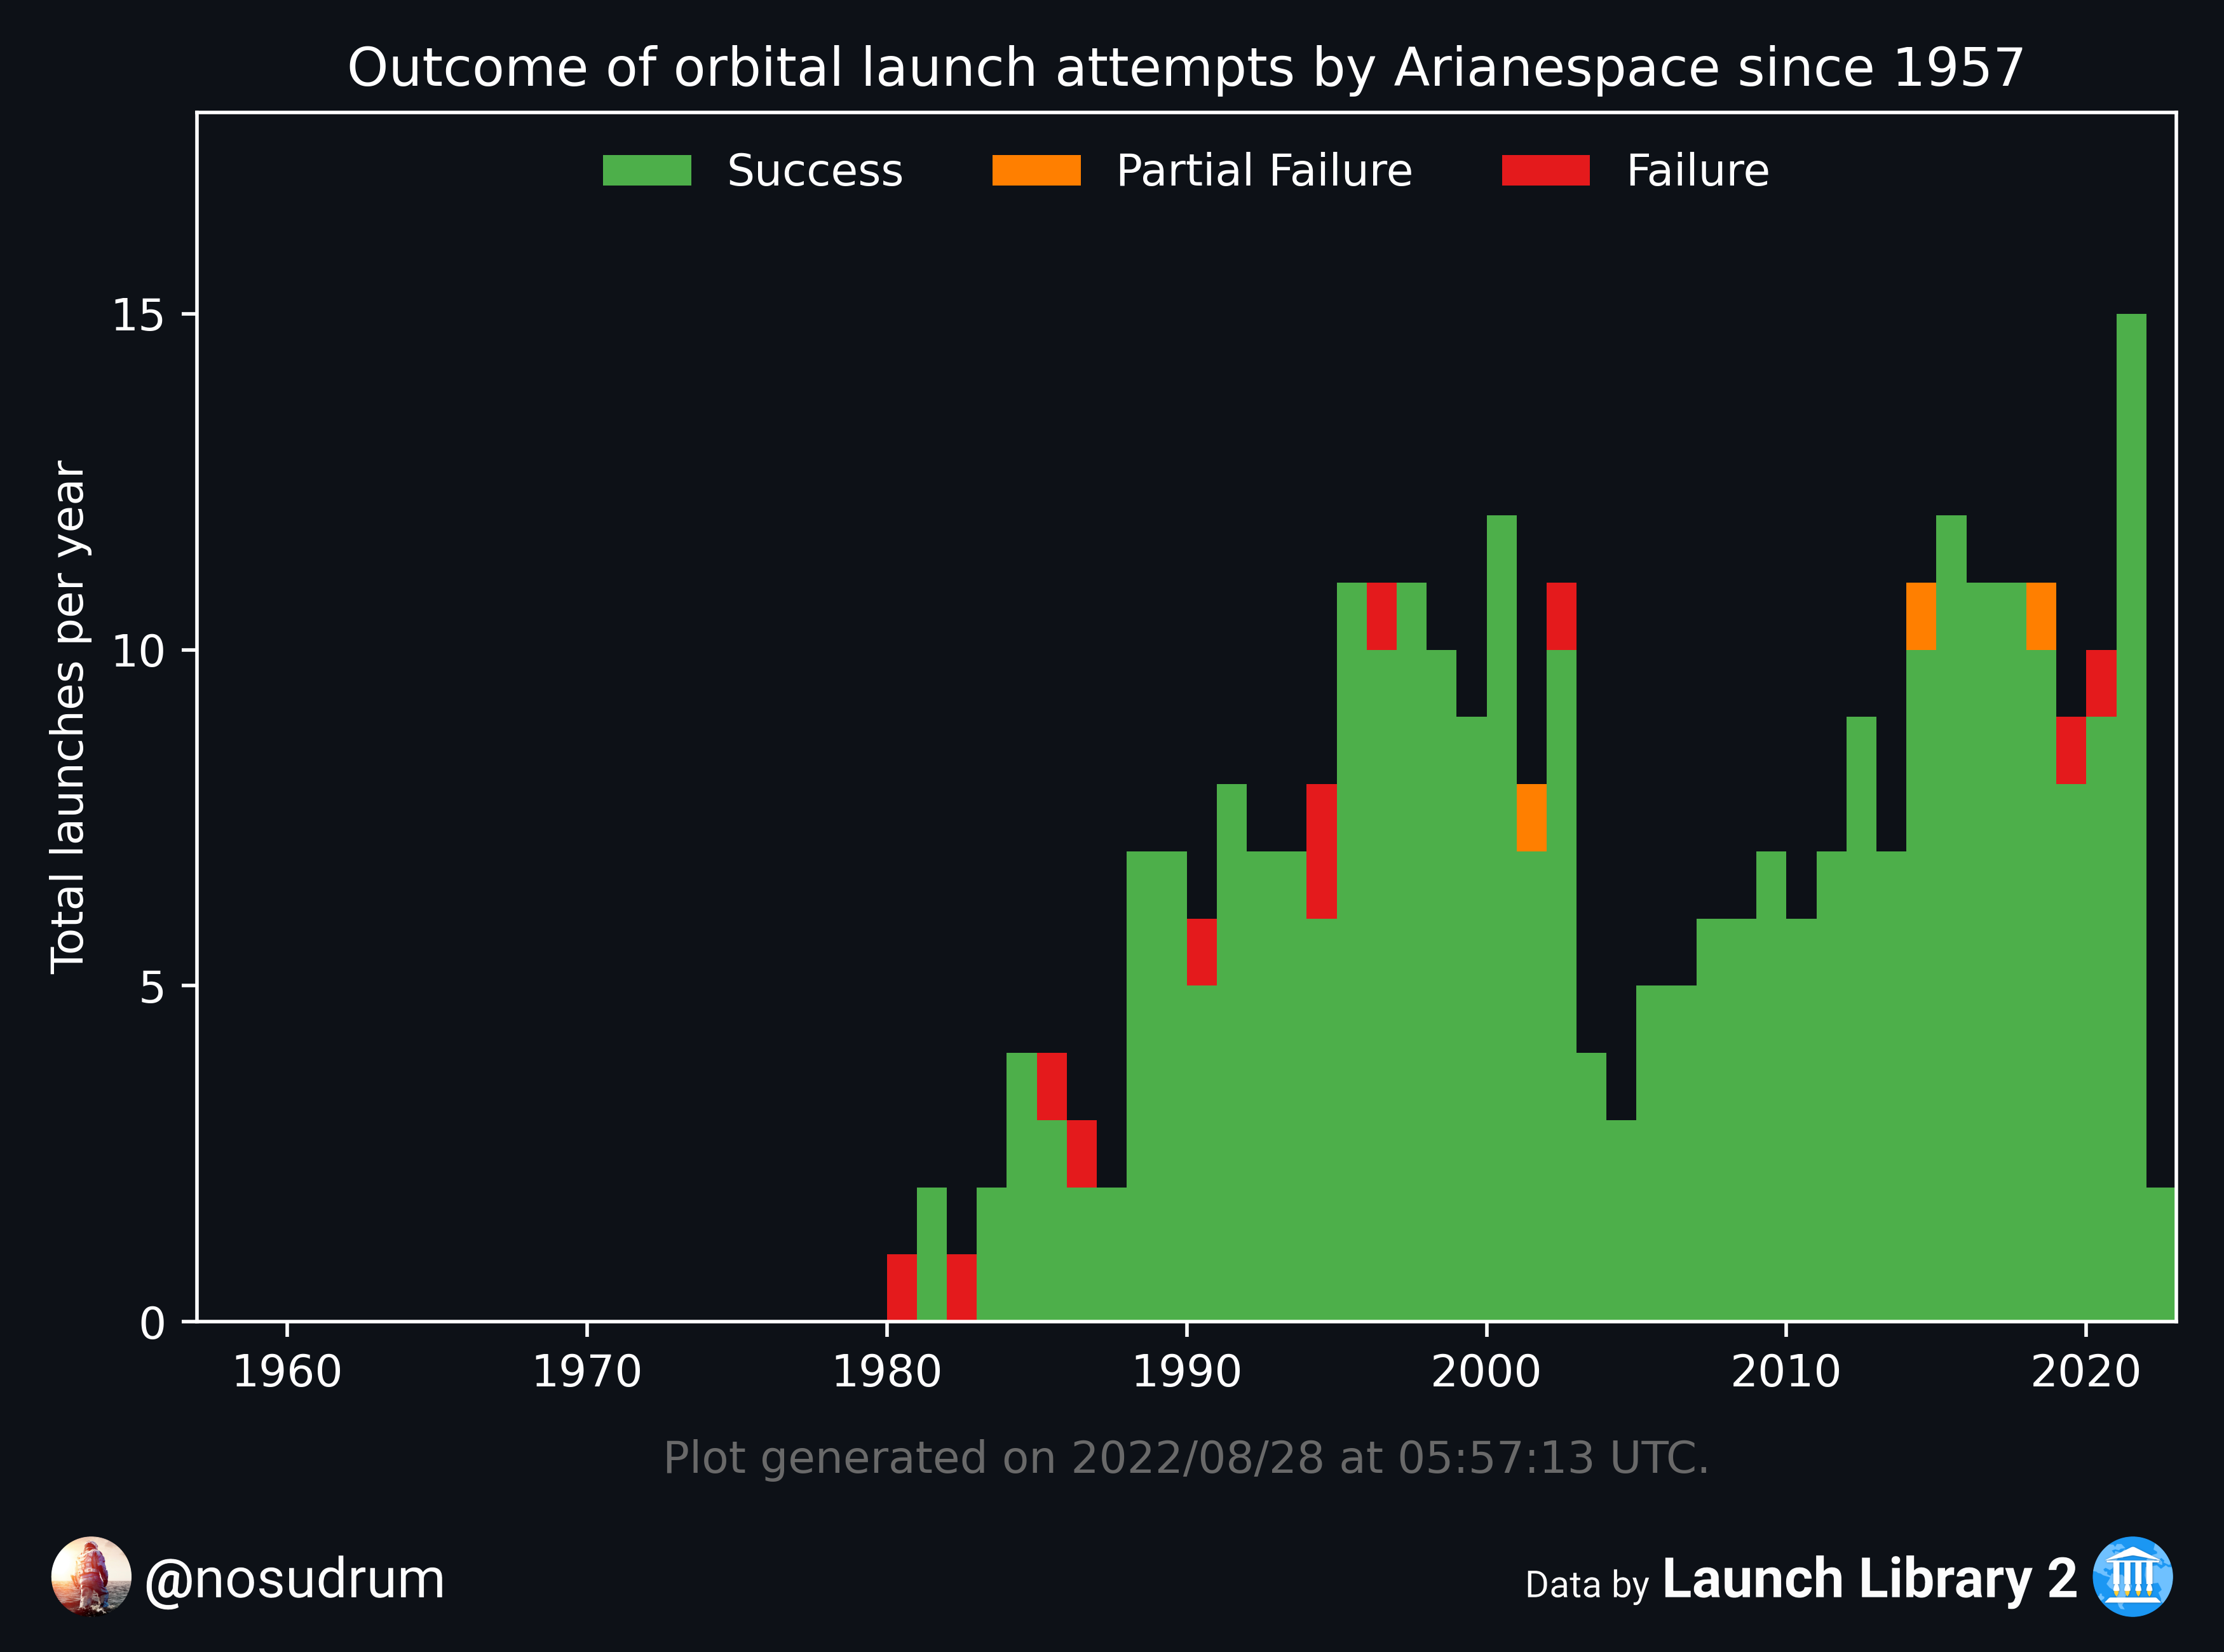 Outcome of orbital launch attempts by Arianespace since 1957
Success Partial Failure Failure
Total launches per year
15
10
5
0
1960 1970 1980 1990 2000 2010 2020
Plot generated on 2022/08/28 at 05:57:13 UTC.
@nosudrum
Data by Launch Library 2